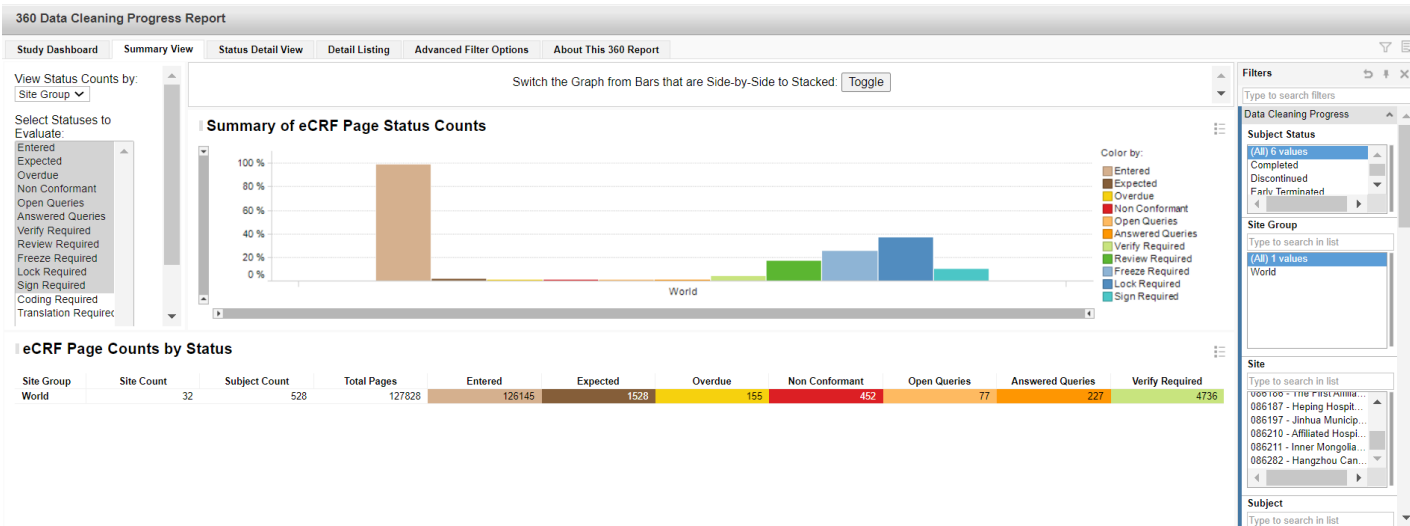 360 Data Cleaning Progress Report
Study Dashboard Summary View Status Detail View Detail Listing Advanced Filter Options About This 360 Report
View Status Counts by:
Site Group
Select Statuses to
Evaluate:
Entered
Expected
Overdue
Non Conformant
Open Queries
Answered Queries
Verify Required
Review Required
Freeze Required
Lock Required
Sign Required
Coding Required
Translation Required
Switch the Graph from Bars that are Side-by-Side to Stacked: Toggle
Summary of eCRF Page Status Counts
100 %
80 %
60 %
40 %
20 %
0 %
World
Color by:
Entered
Expected
Overdue
Non Conformant
Open Queries
Answered Queries
Verify Required
Review Required
Freeze Required
Lock Required
Sign Required
eCRF Page Counts by Status
Site Group Site Count Subject Count Total Pages Entered Expected Overdue Non Conformant Open Queries Answered Queries Verify Required
World 32 528 127828 126145 1528 155 452 77 227 4736
Filters
Type to search filters
Data Cleaning Progress
Subject Status
(All) 6 values
Completed
Discontinued
Early Terminated
Site Group
Type to search in list
(All) 1 values
World
Site
Type to search in list
086186 - The First Affilia...
086187 - Heping Hospit...
086197 - Jinhua Municip...
086210 - Affiliated Hospi...
086211 - Inner Mongolia...
086282 - Hangzhou Can...
Subject
Type to search in list